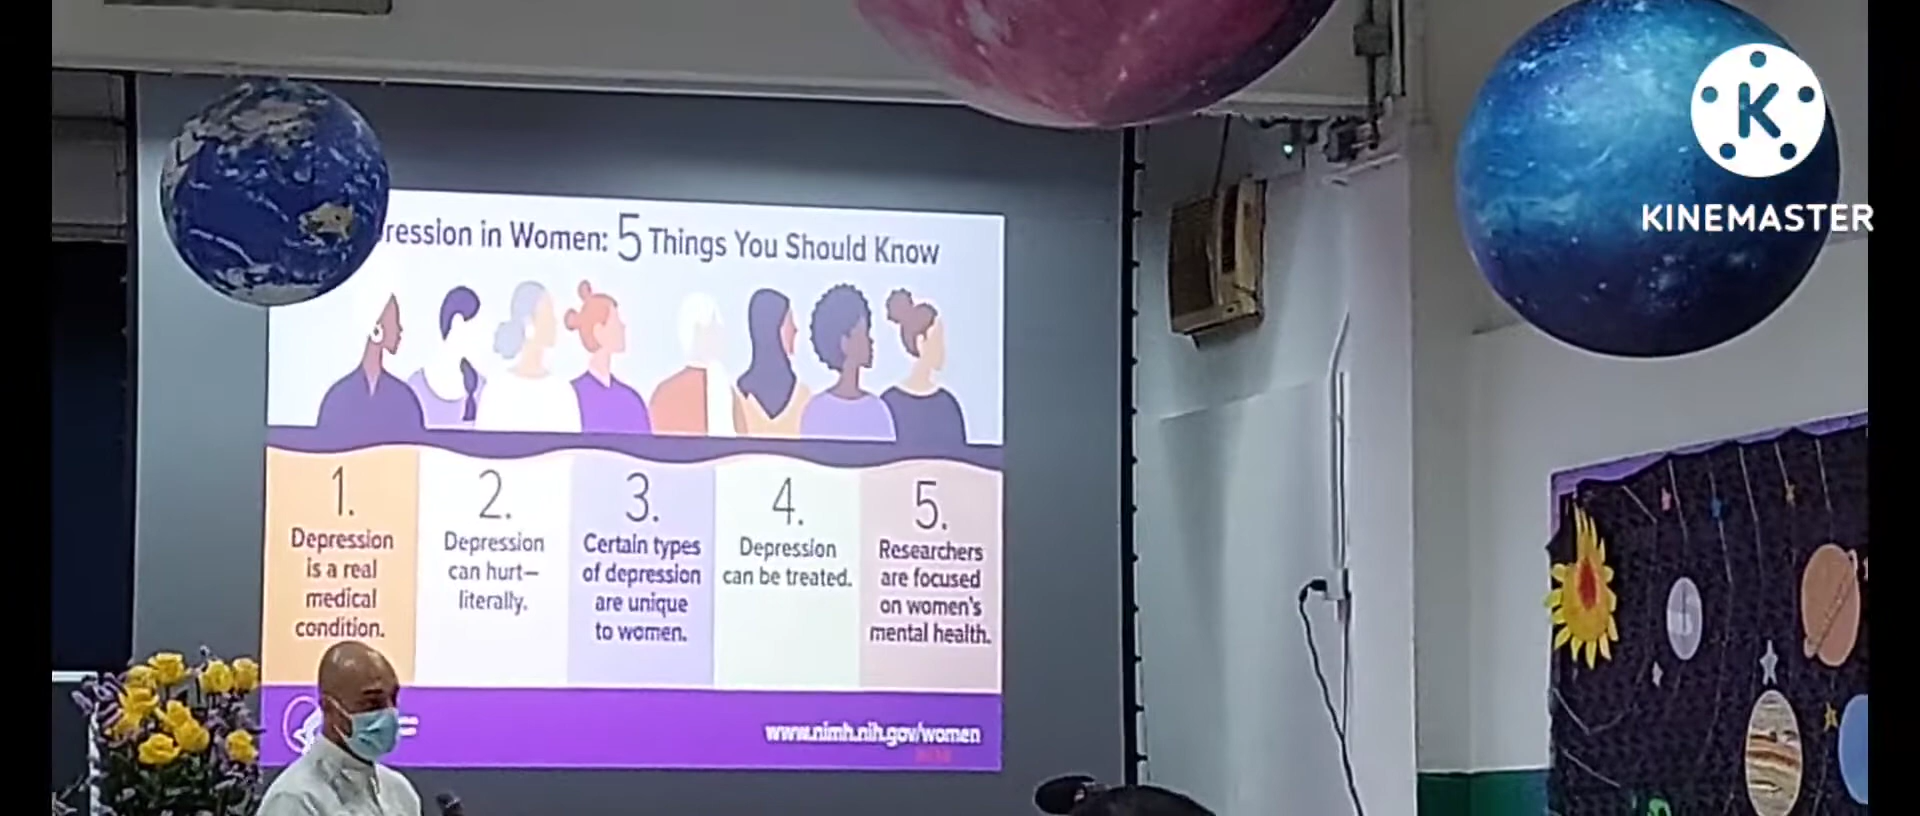 K
KINEMASTER
ression in Women: 5 Things You Should Know
1.
Depression
is a real
medical
condition.
2.
Depression
can hurt—
literally.
3.
Certain types
of depression
are unique
to women.
4.
Depression
can be treated.
5.
Researchers
are focused
on women's
mental health.
www.nimh.nih.gov/women